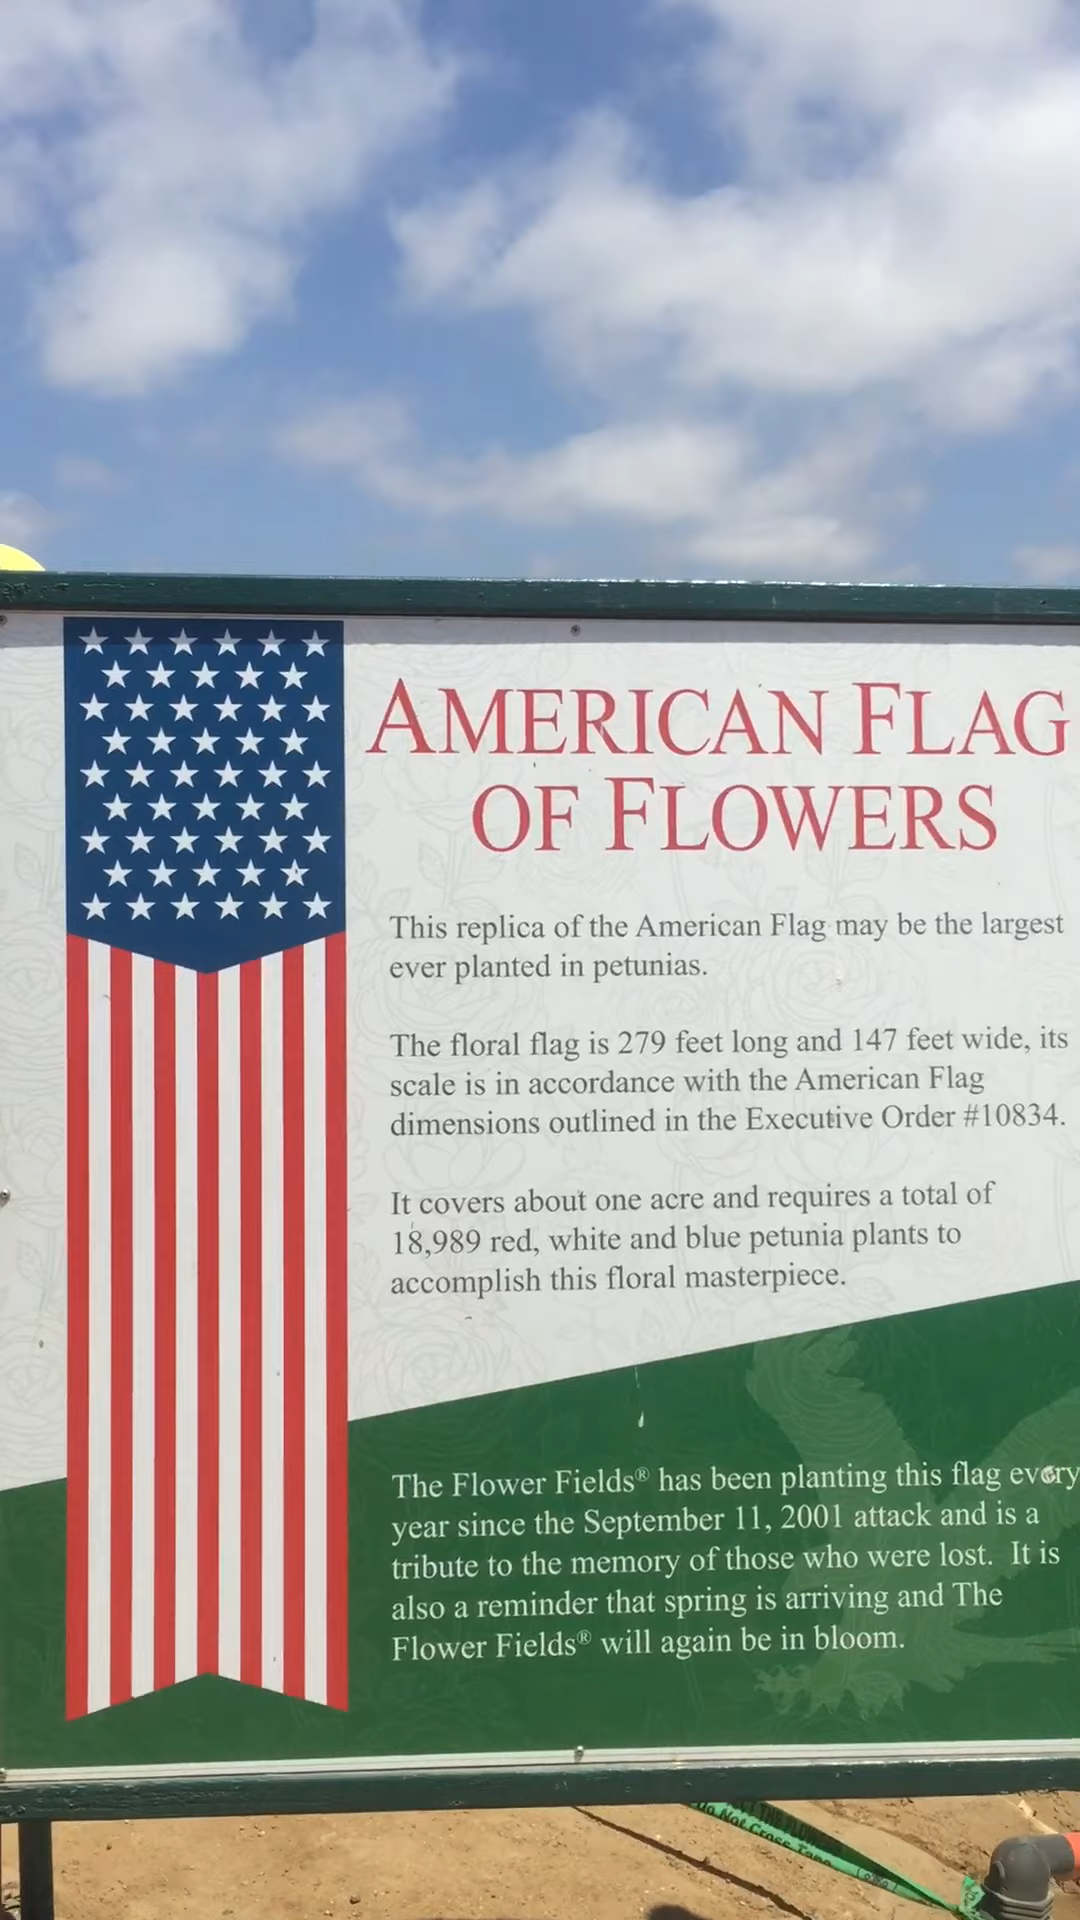 AMERICAN FLAG
OF FLOWERS
This replica of the American Flag may be the largest
ever planted in petunias.
The floral flag is 279 feet long and 147 feet wide, its
scale is in accordance with the American Flag
dimensions outlined in the Executive Order #10834.
It covers about one acre and requires a total of
18,989 red, white and blue petunia plants to
accomplish this floral masterpiece.
The Flower Fields® has been planting this flag every
year since the September 11, 2001 attack and is a
tribute to the memory of those who were lost. It is
also a reminder that spring is arriving and The
Flower Fields® will again be in bloom.
Do Not Cross Tape